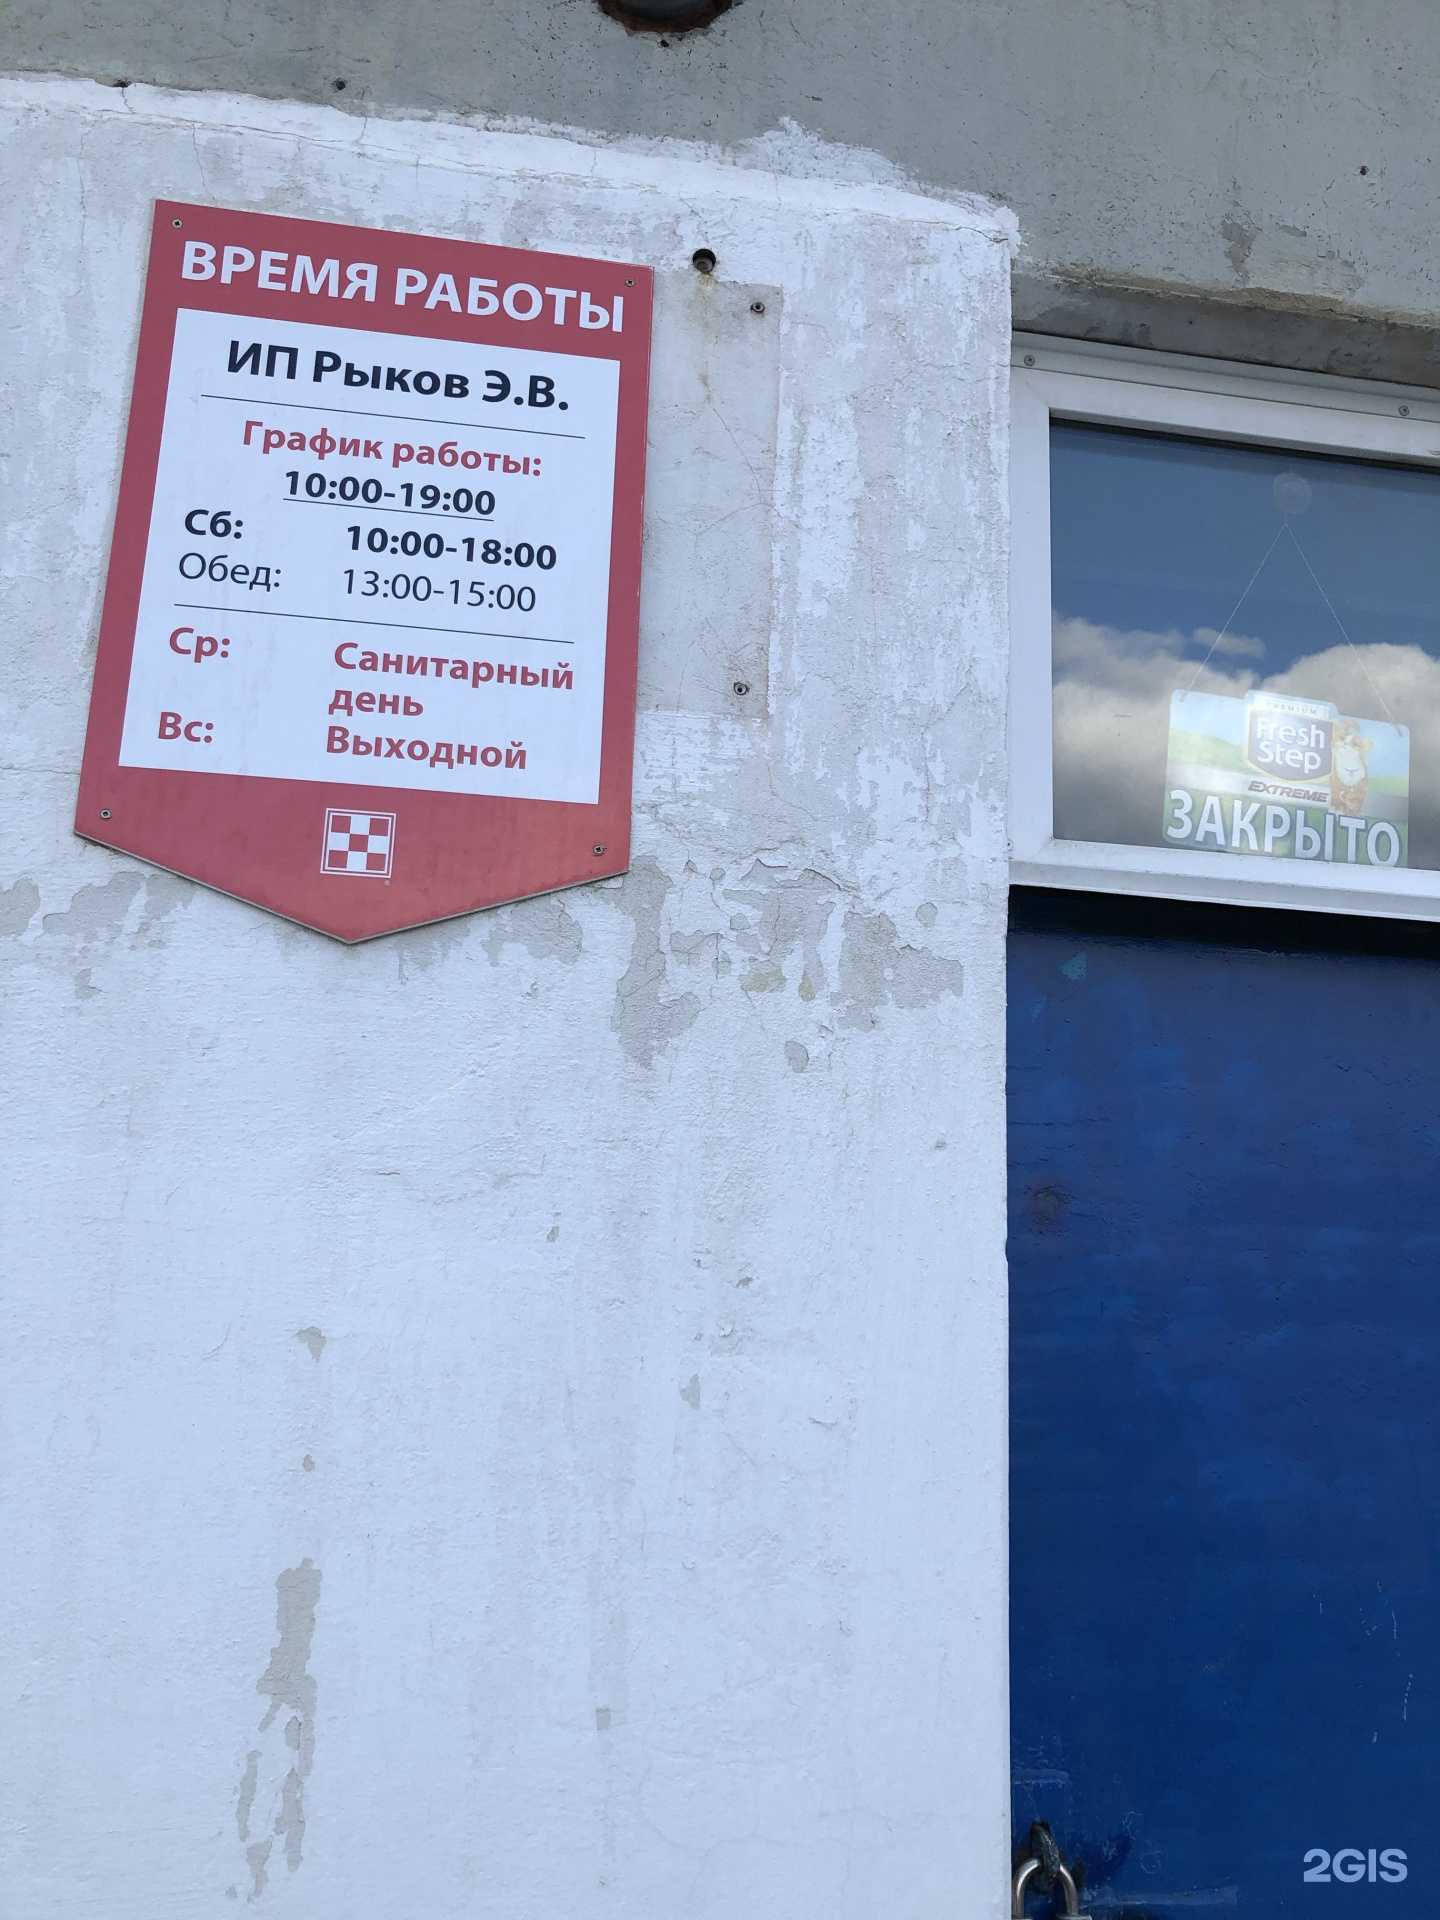 ВРЕМЯ РАБОТЫ
ИП Рыков Э.В.
График работы:
10:00-19:00
Сб: 10:00-18:00
Обед: 13:00-15:00
Ср: Санитарный
день
Вс: Выходной
PREMIUM
Fresh
Step
EXTREME
ЗАКРЫТО
2GIS